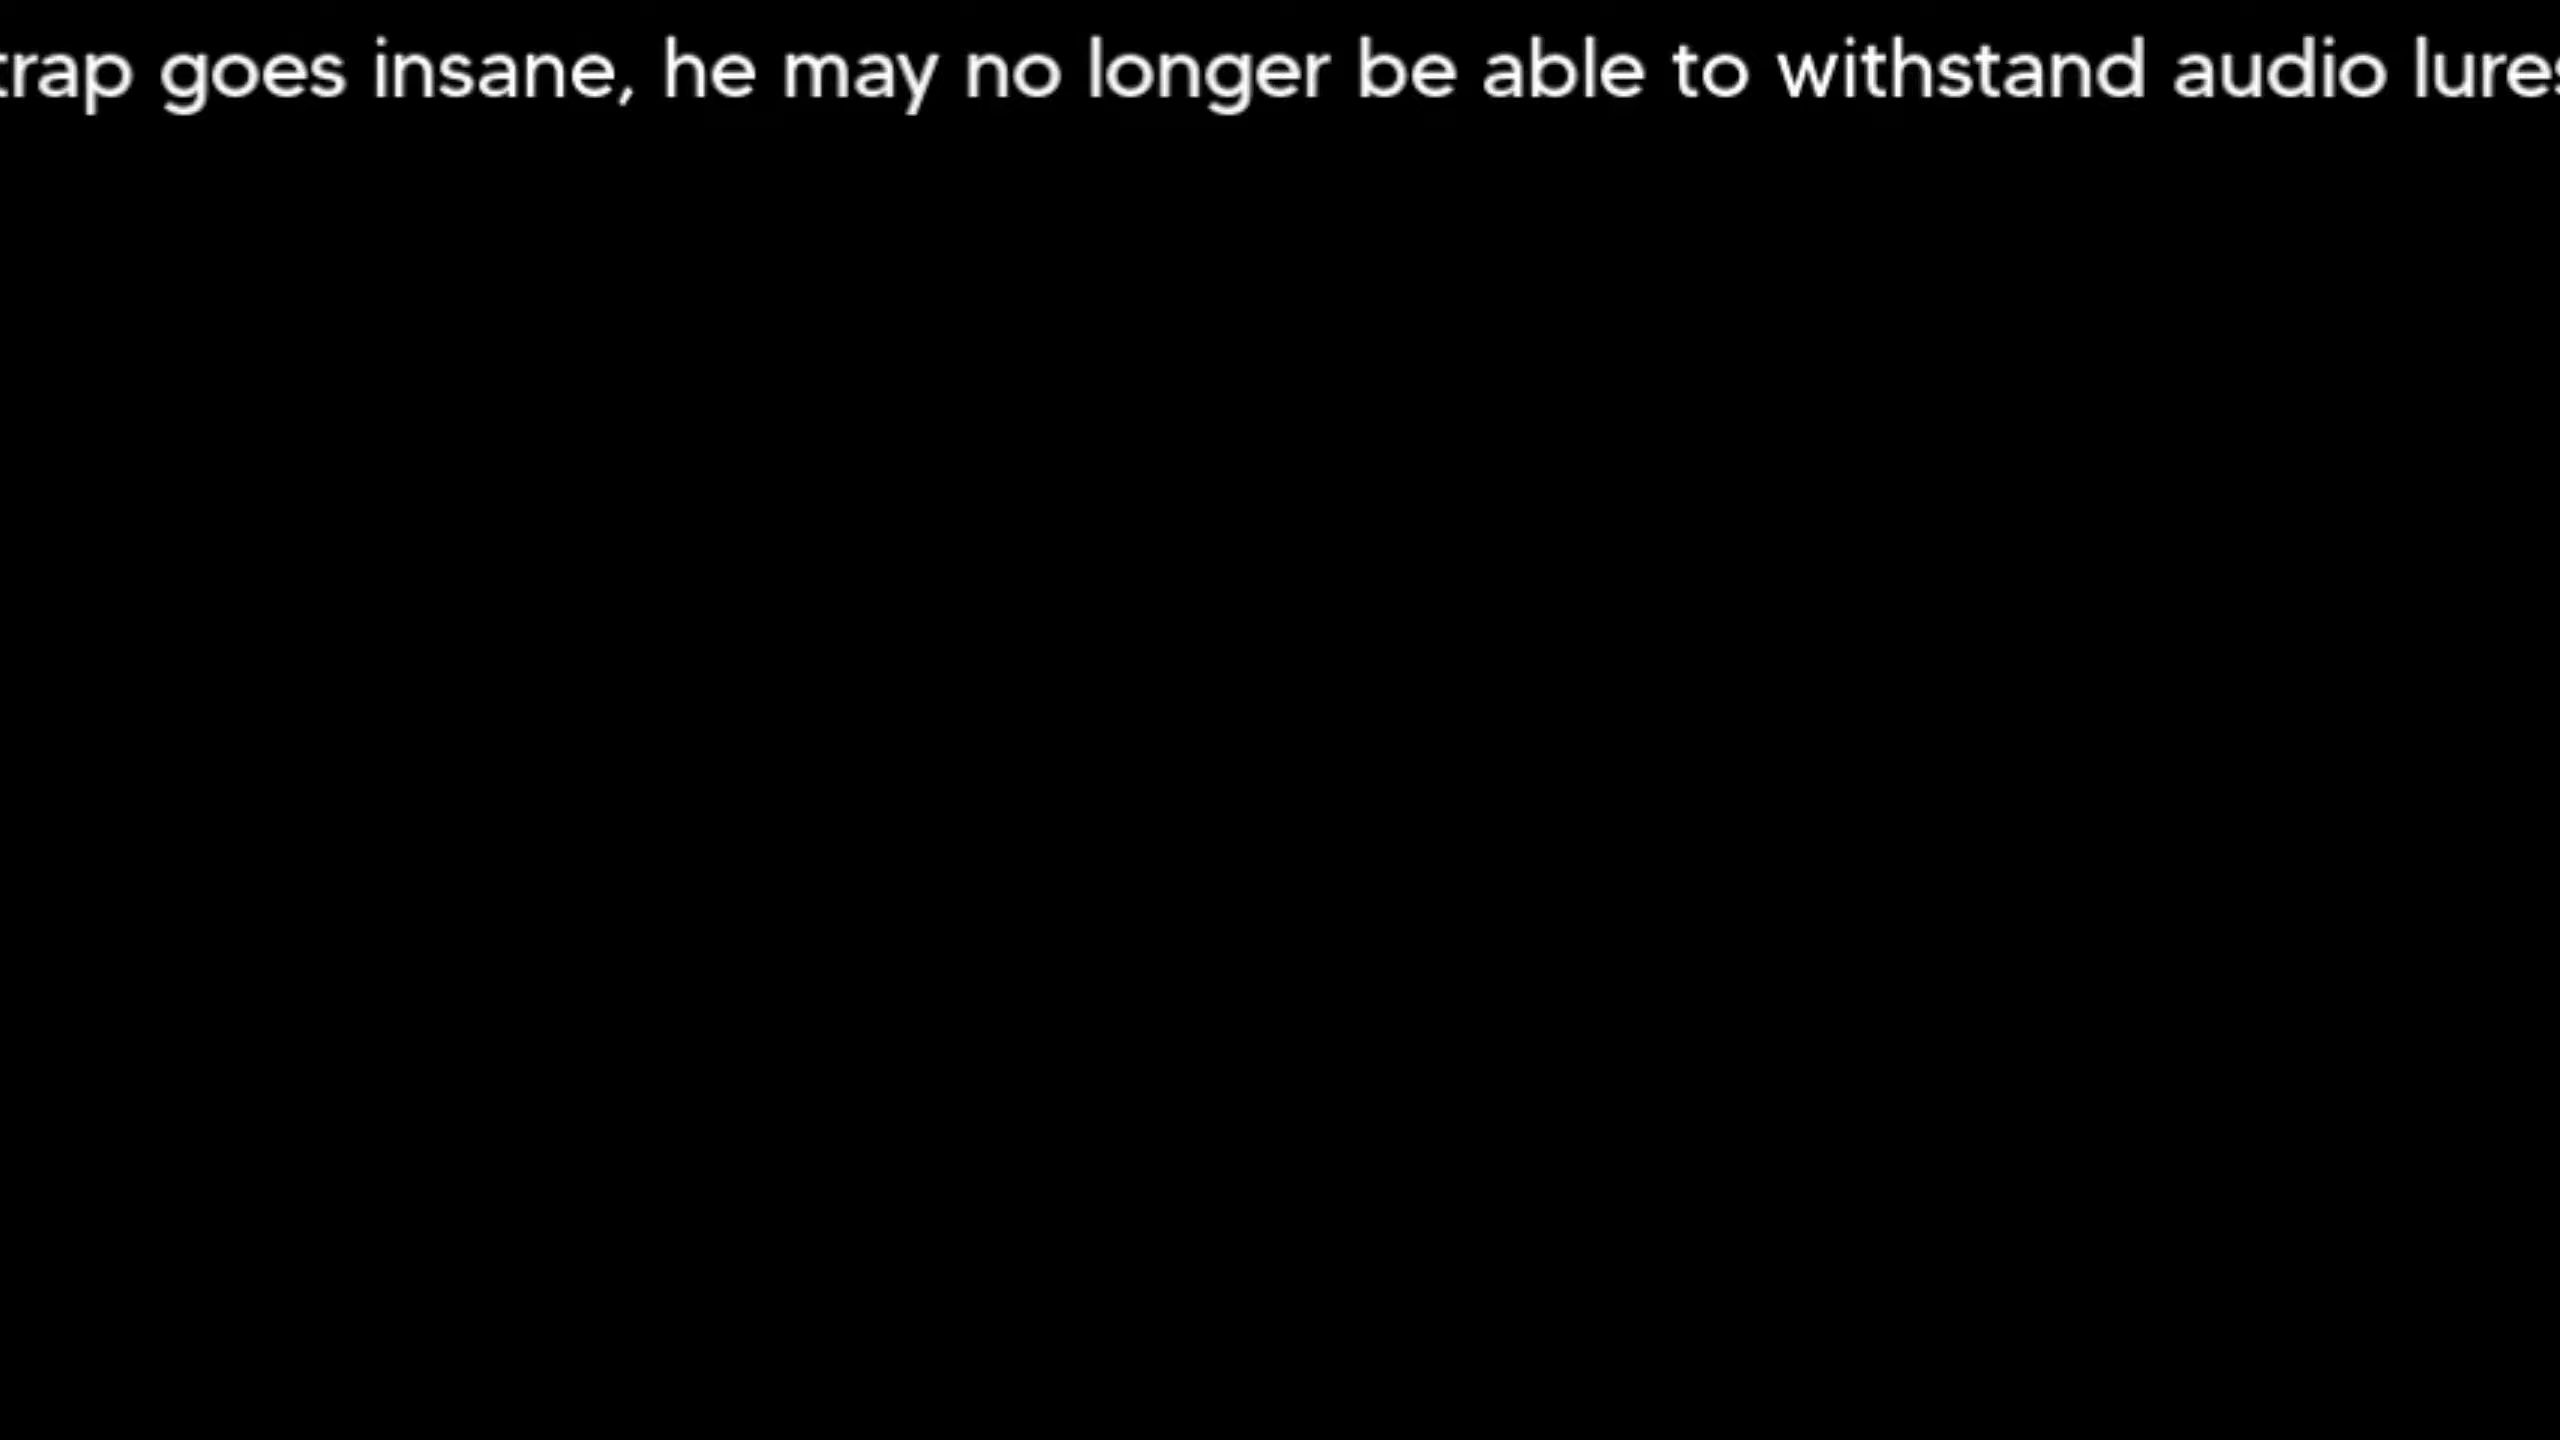 trap goes insane, he may no longer be able to withstand audio lures